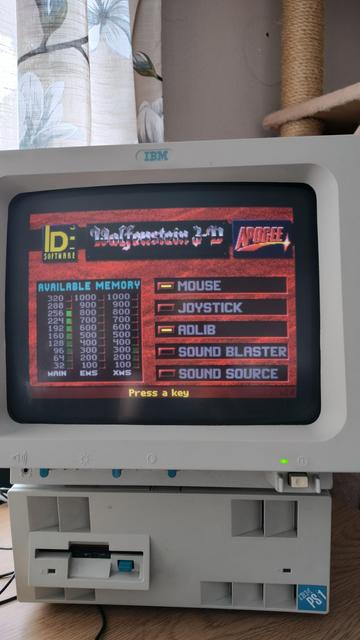 IBM
ID
SOFTWARE
Wolfenstein 3-D
APOGEE
AVAILABLE MEMORY
320 1000 1000
288 900 900
256 800 800
224 700 700
192 600 600
160 500 500
128 400 400
96 300 300
64 200 200
32 100 100
MAIN EMS XMS
MOUSE
JOYSTICK
ADLIB
SOUND BLASTER
SOUND SOURCE
Press a key
IBM
PS/1